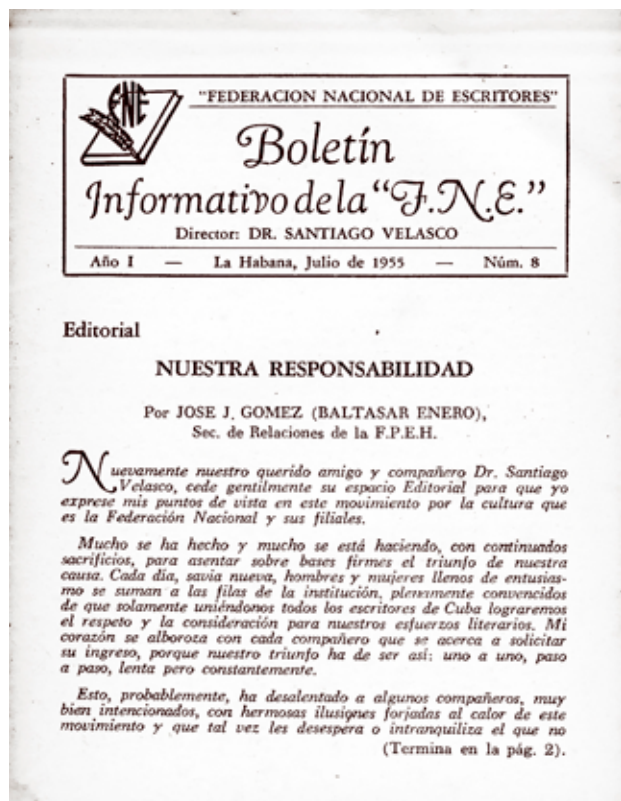 FNE
"FEDERACION NACIONAL DE ESCRITORES"
Boletín
Informativo de la "F.N.E."
Director: DR. SANTIAGO VELASCO
Año I — La Habana, Julio de 1955 — Núm. 8
Editorial
NUESTRA RESPONSABILIDAD
Por JOSE J. GOMEZ (BALTASAR ENERO),
Sec. de Relaciones de la F.P.E.H.
Nuevamente nuestro querido amigo y compañero Dr. Santiago
Velasco, cede gentilmente su espacio Editorial para que yo
exprese mis puntos de vista en este movimiento por la cultura que
es la Federación Nacional y sus filiales.
Mucho se ha hecho y mucho se está haciendo, con continuados
sacrificios, para asentar sobre bases firmes el triunfo de nuestra
causa. Cada día, savia nueva, hombres y mujeres llenos de entusias-
mo se suman a las filas de la institución, plenamente convencidos
de que solamente uniéndonos todos los escritores de Cuba lograremos
el respeto y la consideración para nuestros esfuerzos literarios. Mi
corazón se alboroza con cada compañero que se acerca a solicitar
su ingreso, porque nuestro triunfo ha de ser así: uno a uno, paso
a paso, lenta pero constantemente.
Esto, probablemente, ha desalentado a algunos compañeros, muy
bien intencionados, con hermosas ilusiones forjadas al calor de este
movimiento y que tal vez les desespera o intranquiliza el que no
(Termina en la pág. 2).